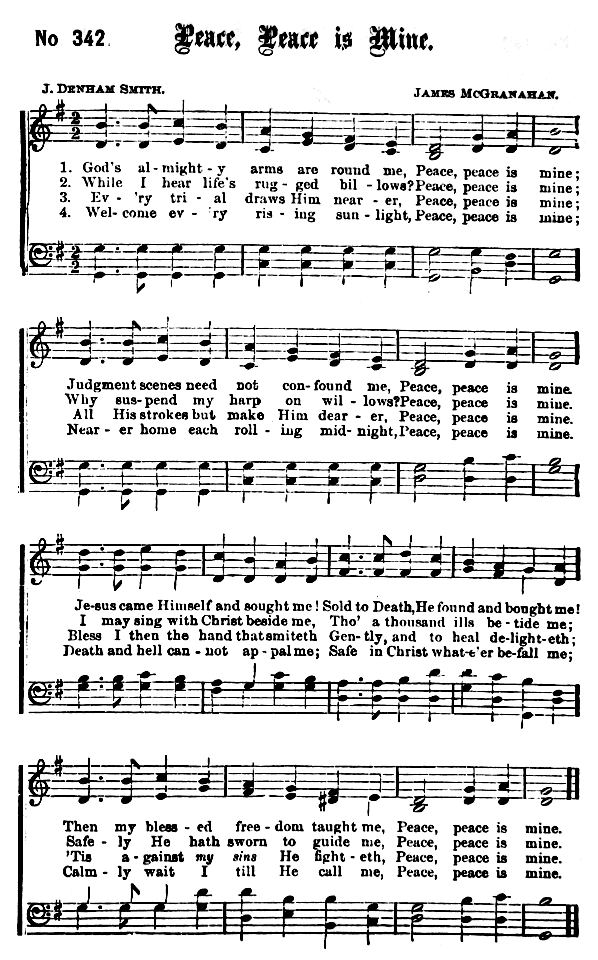 No 342. Peace, Peace is Mine.
J. DENHAM SMITH. JAMES MCGRANAHAN.
1. God's al-might-y arms are round me, Peace, peace is mine;
2. While I hear life's rug-ged bil-lows? Peace, peace is mine;
3. Ev-'ry tri-al draws Him near-er, Peace, peace is mine;
4. Wel-come ev-'ry ris-ing sun-light, Peace, peace is mine;
Judgment scenes need not con-found me, Peace, peace is mine.
Why sus-pend my harp on wil-lows? Peace, peace is mine.
All His strokes but make Him dear-er, Peace, peace is mine.
Near-er home each roll-ing mid-night, Peace, peace is mine.
Je-sus came Himself and sought me! Sold to Death, He found and bought me!
I may sing with Christ beside me, Tho' a thousand ills be-tide me;
Bless I then the hand that smiteth Gen-tly, and to heal de-light-eth;
Death and hell can-not ap-pal me; Safe in Christ what-e'er be-fall me;
Then my bless-ed free-dom taught me, Peace, peace is mine.
Safe-ly He hath sworn to guide me, Peace, peace is mine.
'Tis a-gainst my sins He fight-eth, Peace, peace is mine.
Calm-ly wait I till He call me, Peace, peace is mine.